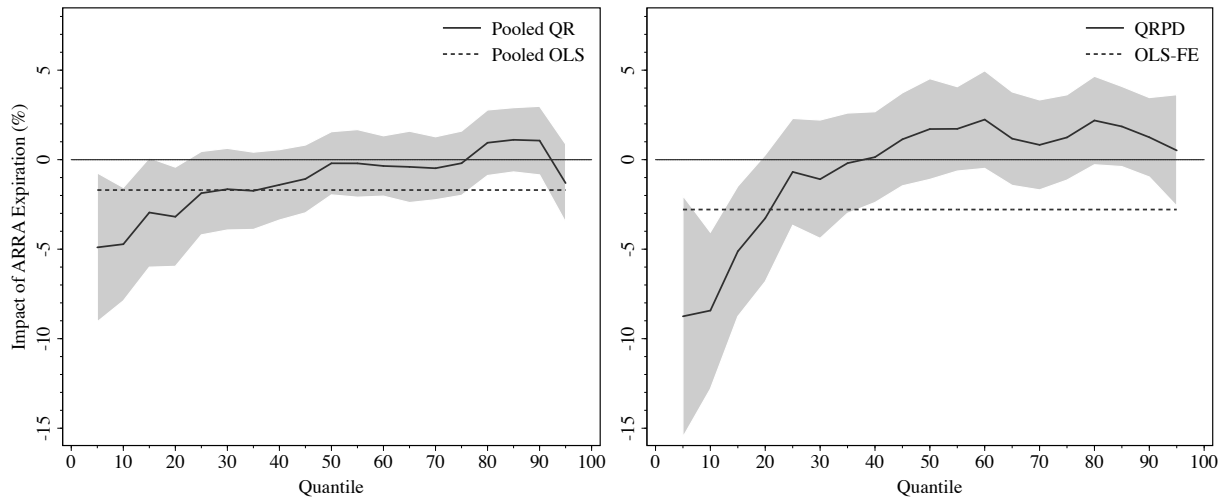 Pooled QR
Pooled OLS
Impact of ARRA Expiration (%)
5
0
-5
-10
-15
0 10 20 30 40 50 60 70 80 90 100
Quantile
QRPD
OLS-FE
5
0
-5
-10
-15
0 10 20 30 40 50 60 70 80 90 100
Quantile